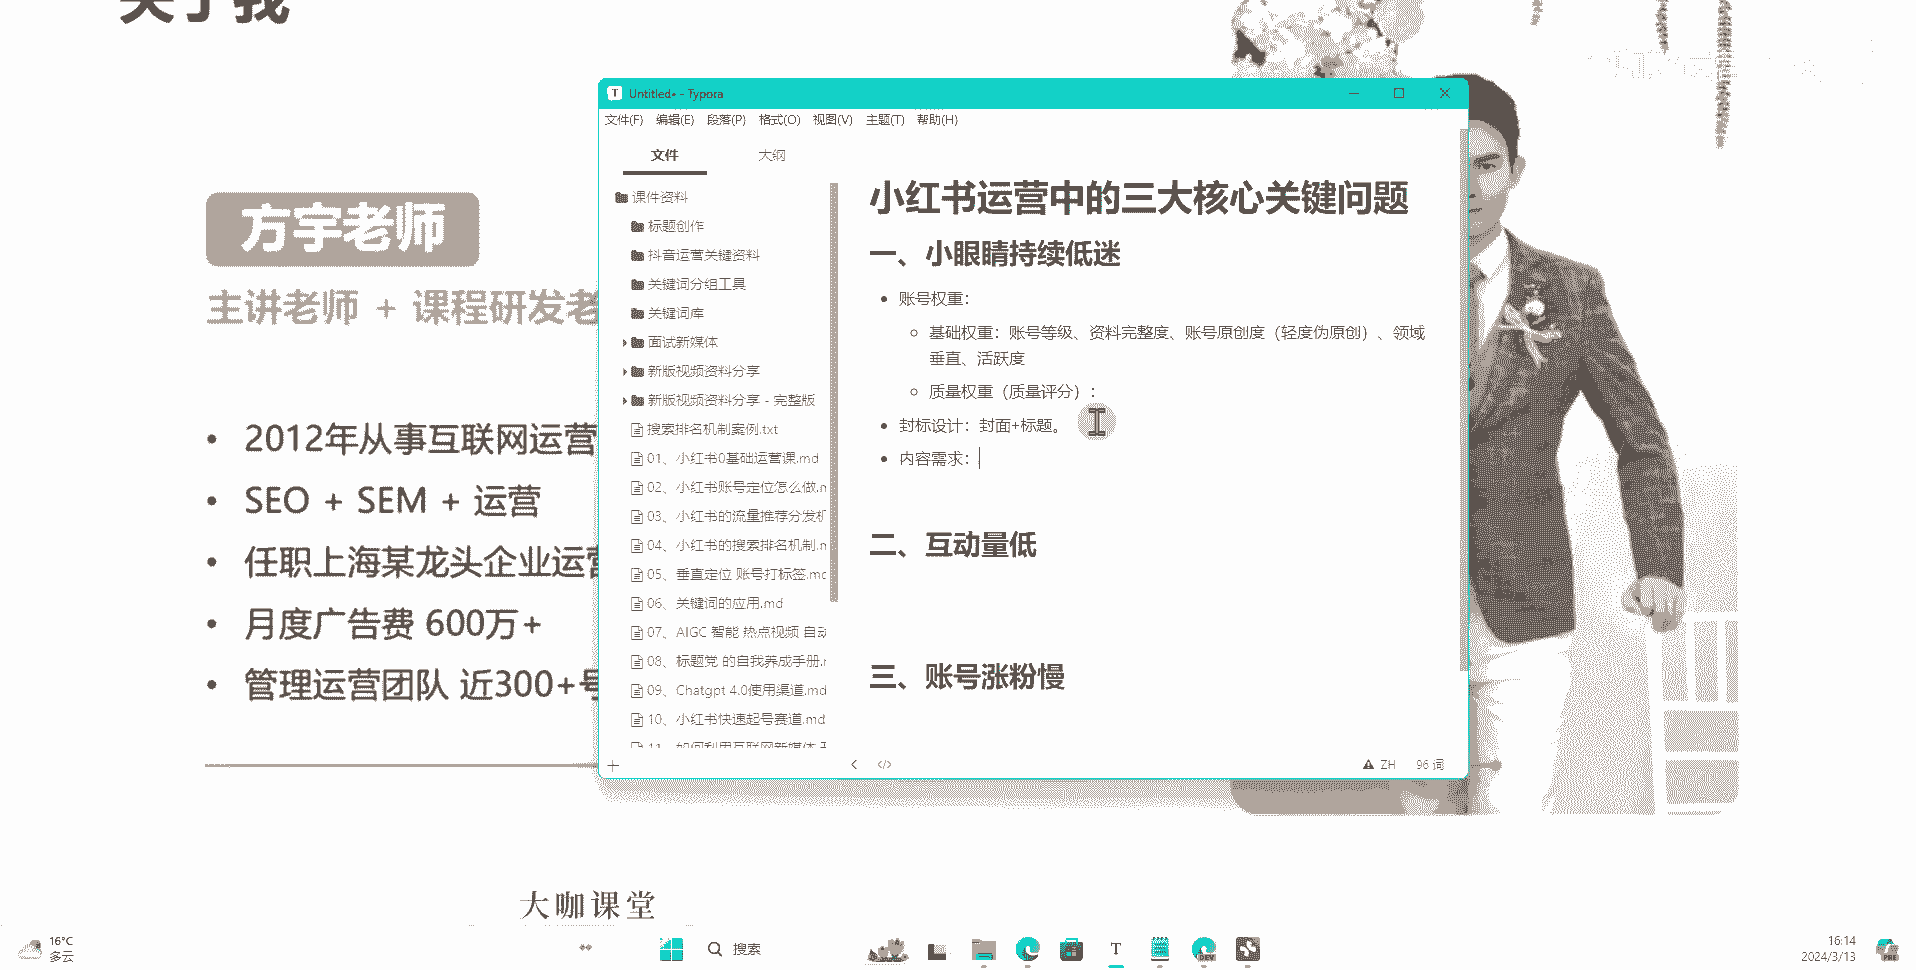 关于我
方宇老师
主讲老师 + 课程研发老
2012年从事互联网运营
SEO + SEM + 运营
任职上海某龙头企业运营
月度广告费 600万+
管理运营团队 近300+号
Untitled• - Typora
文件(F) 编辑(E) 段落(P) 格式(O) 视图(V) 主题(T) 帮助(H)
文件 大纲
课件资料
标题创作
抖音运营关键资料
关键词分组工具
关键词库
面试新媒体
新版视频资料分享
新版视频资料分享 - 完整版
搜索排名机制案例.txt
01、小红书0基础运营课.md
02、小红书账号定位怎么做.m
03、小红书的流量推荐分发机
04、小红书的搜索排名机制.m
05、垂直定位 账号打标签.md
06、关键词的应用.md
07、AIGC 智能 热点视频 自动
08、标题党 的自我养成手册.m
09、Chatgpt 4.0使用渠道.md
10、小红书快速起号赛道.md
11、如何利用互联网新媒体
小红书运营中的三大核心关键问题
一、小眼睛持续低迷
账号权重：
基础权重：账号等级、资料完整度、账号原创度（轻度伪原创）、领域
垂直、活跃度
质量权重（质量评分）：
封标设计：封面+标题。
内容需求：
二、互动量低
三、账号涨粉慢
ZH 96 词
大咖课堂
16°C
多云
搜索
T
DEV
16:14
2024/3/13
PRE